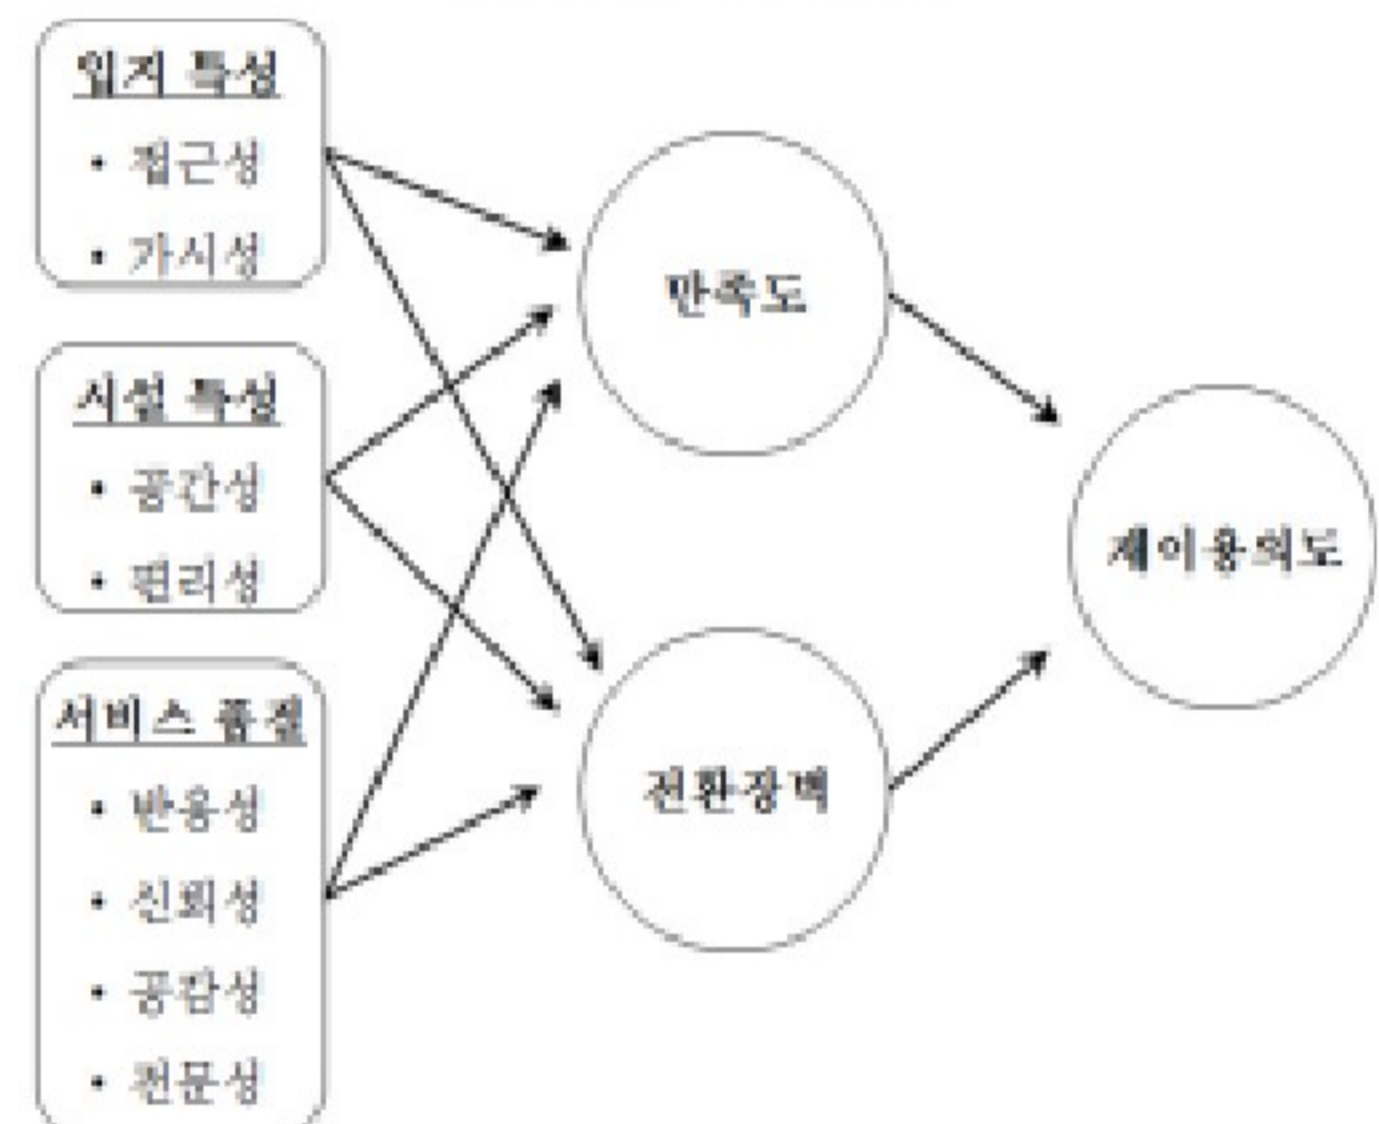 입지 특성
• 접근성
• 가시성
시설 특성
• 공간성
• 편리성
서비스 품질
• 반응성
• 신뢰성
• 공감성
• 전문성
만족도
전환장벽
재이용의도